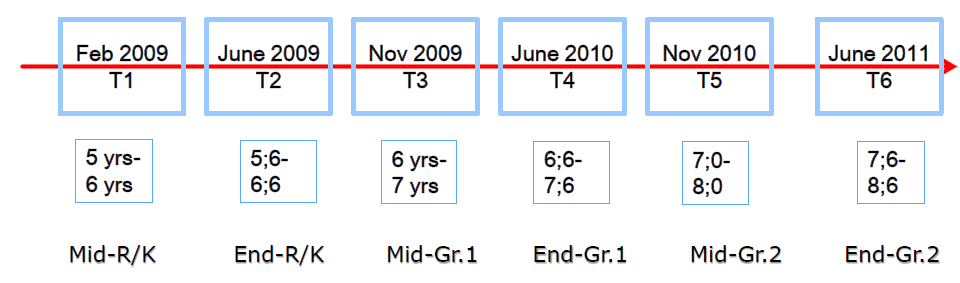 Feb 2009 June 2009 Nov 2009 June 2010 Nov 2010 June 2011
T1 T2 T3 T4 T5 T6
5 yrs- 5;6- 6 yrs- 6;6- 7;0- 7;6-
6 yrs 6;6 7 yrs 7;6 8;0 8;6
Mid-R/K End-R/K Mid-Gr.1 End-Gr.1 Mid-Gr.2 End-Gr.2